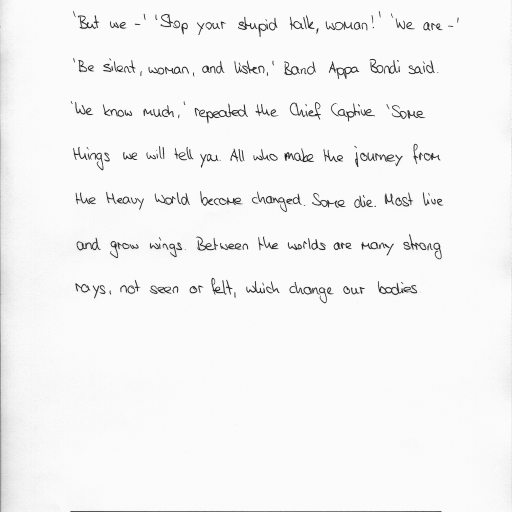 'But we -' 'Stop your stupid talk, woman!' 'We are -'
'Be silent, woman, and listen,' Band Appa Bondi said.
'We know much,' repeated the Chief Captive 'Some
things we will tell you. All who make the journey from
the Heavy World become changed. Some die. Most live
and grow wings. Between the worlds are many strong
rays, not seen or felt, which change our bodies